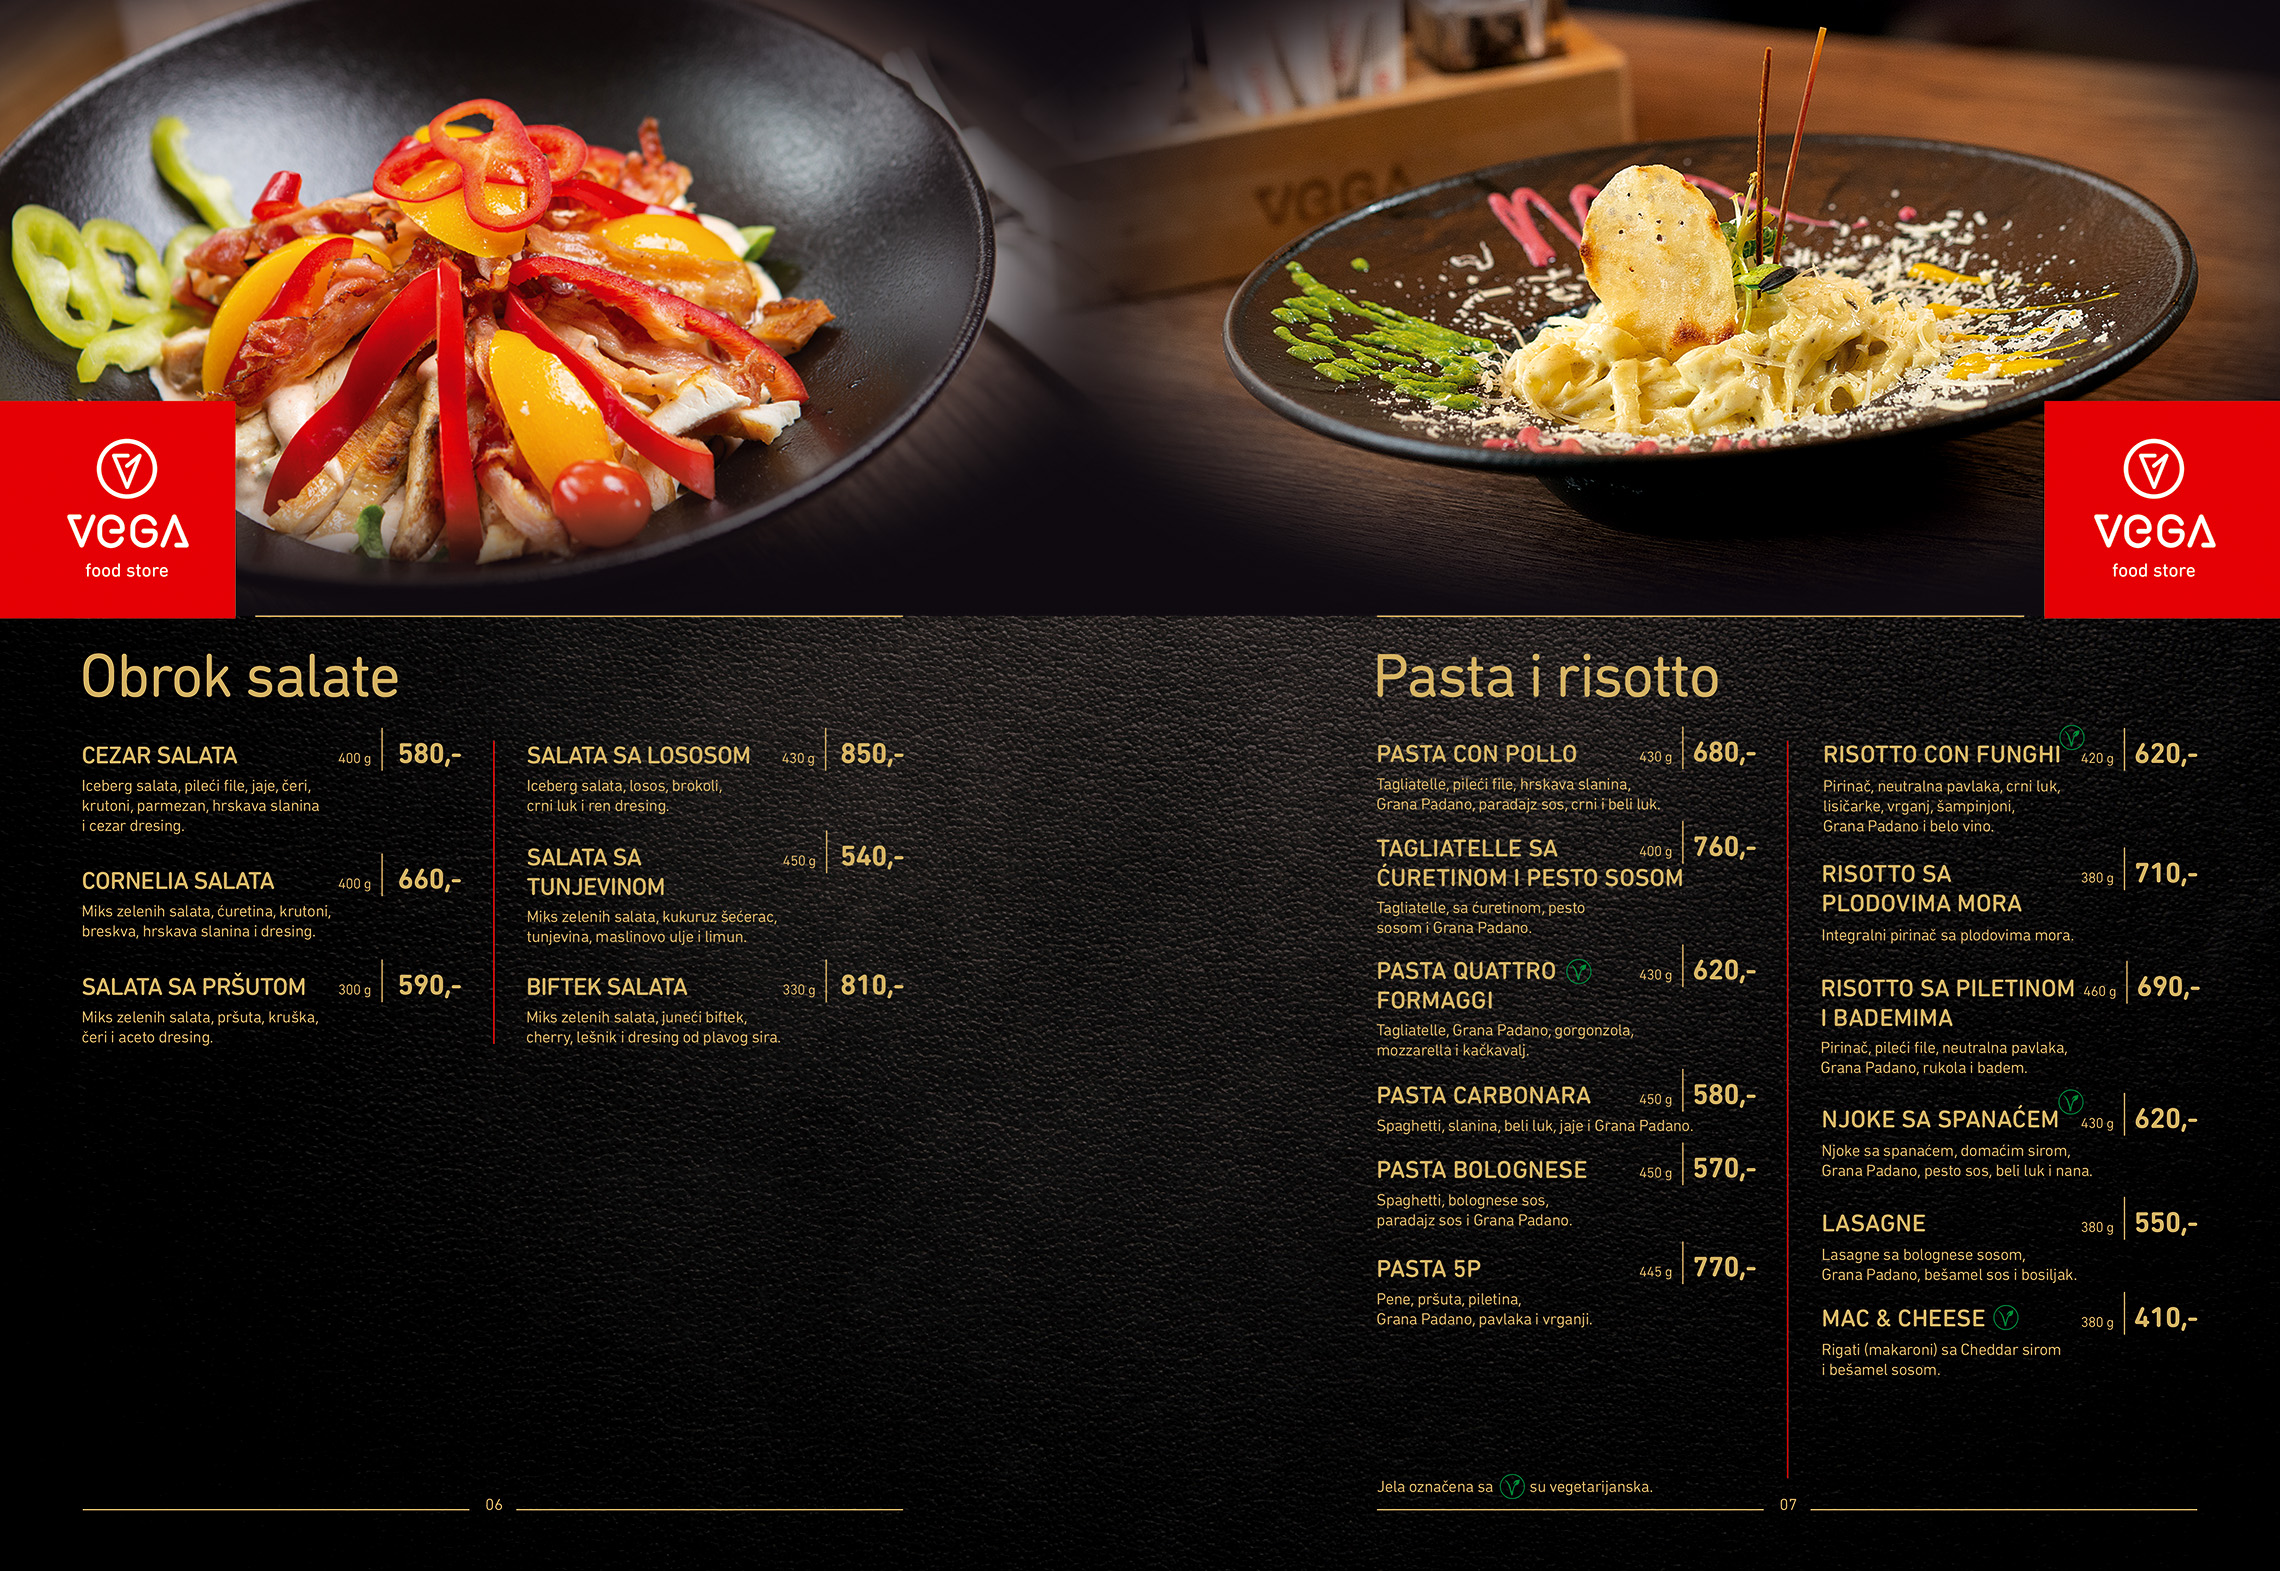 VEGA
VEGA
food store
VEGA
food store
Obrok salate
CEZAR SALATA 400 g 580,-
Iceberg salata, pileći file, jaje, čeri,
krutoni, parmezan, hrskava slanina
i cezar dresing.
CORNELIA SALATA 400 g 660,-
Miks zelenih salata, ćuretina, krutoni,
breskva, hrskava slanina i dresing.
SALATA SA PRŠUTOM 300 g 590,-
Miks zelenih salata, pršuta, kruška,
čeri i aceto dresing.
SALATA SA LOSOSOM 430 g 850,-
Iceberg salata, losos, brokoli,
crni luk i ren dresing.
SALATA SA 450 g 540,-
TUNJEVINOM
Miks zelenih salata, kukuruz šećerac,
tunjevina, maslinovo ulje i limun.
BIFTEK SALATA 330 g 810,-
Miks zelenih salata, juneći biftek,
cherry, lešnik i dresing od plavog sira.
06
Pasta i risotto
PASTA CON POLLO 430 g 680,-
Tagliatelle, pileći file, hrskava slanina,
Grana Padano, paradajz sos, crni i beli luk.
TAGLIATELLE SA 400 g 760,-
ĆURETINOM I PESTO SOSOM
Tagliatelle, sa ćuretinom, pesto
sosom i Grana Padano.
PASTA QUATTRO 430 g 620,-
FORMAGGI
Tagliatelle, Grana Padano, gorgonzola,
mozzarella i kačkavalj.
PASTA CARBONARA 450 g 580,-
Spaghetti, slanina, beli luk, jaje i Grana Padano.
PASTA BOLOGNESE 450 g 570,-
Spaghetti, bolognese sos,
paradajz sos i Grana Padano.
PASTA 5P 445 g 770,-
Pene, pršuta, piletina,
Grana Padano, pavlaka i vrganji.
RISOTTO CON FUNGHI 420 g 620,-
Pirinač, neutralna pavlaka, crni luk,
lisičarke, vrganj, šampinjoni,
Grana Padano i belo vino.
RISOTTO SA 380 g 710,-
PLODOVIMA MORA
Integralni pirinač sa plodovima mora.
RISOTTO SA PILETINOM 460 g 690,-
I BADEMIMA
Pirinač, pileći file, neutralna pavlaka,
Grana Padano, rukola i badem.
NJOKE SA SPANAĆEM 430 g 620,-
Njoke sa spanaćem, domaćim sirom,
Grana Padano, pesto sos, beli luk i nana.
LASAGNE 380 g 550,-
Lasagne sa bolognese sosom,
Grana Padano, bešamel sos i bosiljak.
MAC & CHEESE 380 g 410,-
Rigati (makaroni) sa Cheddar sirom
i bešamel sosom.
Jela označena sa V su vegetarijanska.
07